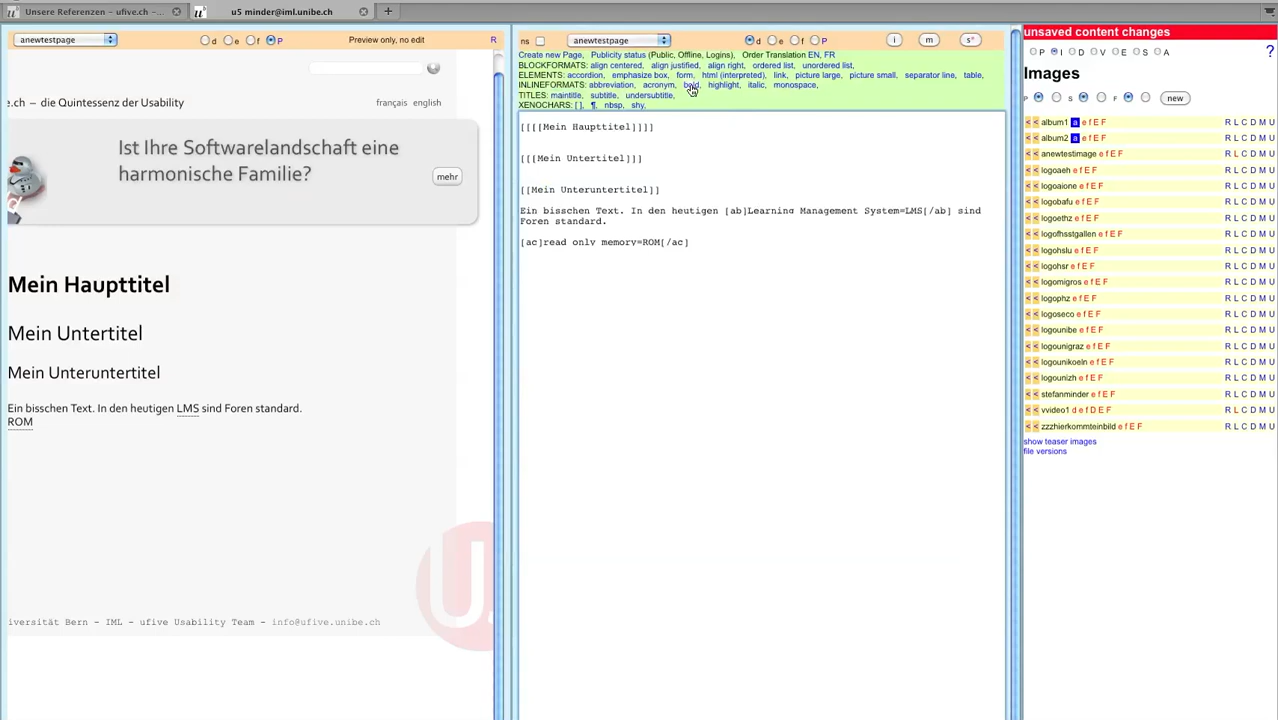 Unsere Referenzen – ufive.ch -...
u5 minder@iml.unibe.ch
+
anewtestpage
d e f P
Preview only, no edit
R
e.ch — die Quintessenz der Usability
français english
Ist Ihre Softwarelandschaft eine
harmonische Familie?
mehr
Mein Haupttitel
Mein Untertitel
Mein Unteruntertitel
Ein bisschen Text. In den heutigen LMS sind Foren standard.
ROM
U.
iversität Bern - IML - ufive Usability Team - info@ufive.unibe.ch
ns
anewtestpage
d e f P
i
m
s°
Create new Page, Publicity status (Public, Offline, Logins), Order Translation EN, FR
BLOCKFORMATS: align centered, align justified, align right, ordered list, unordered list,
ELEMENTS: accordion, emphasize box, form, html (interpreted), link, picture large, picture small, separator line, table,
INLINEFORMATS: abbreviation, acronym, bold, highlight, italic, monospace,
TITLES: maintitle, subtitle, undersubtitle,
XENOCHARS: [ ], ¶, nbsp, shy,
[[[[Mein Haupttitel]]]]
[[[Mein Untertitel]]]
[[Mein Unteruntertitel]]
Ein bisschen Text. In den heutigen [ab]Learning Management System=LMS[/ab] sind
Foren standard.
[ac]read only memory=ROM[/ac]
unsaved content changes
P I D V E S A
?
Images
P S F
new
< < album1 a e f E F R L C D M U
< < album2 a e f E F R L C D M U
< < anewtestimage e f E F R L C D M U
< < logoaeh e f E F R L C D M U
< < logoaione e f E F R L C D M U
< < logobafu e f E F R L C D M U
< < logoethz e f E F R L C D M U
< < logofhsstgallen e f E F R L C D M U
< < logohslu e f E F R L C D M U
< < logohsr e f E F R L C D M U
< < logomigros e f E F R L C D M U
< < logophz e f E F R L C D M U
< < logoseco e f E F R L C D M U
< < logounibe e f E F R L C D M U
< < logounigraz e f E F R L C D M U
< < logounikoeln e f E F R L C D M U
< < logounizh e f E F R L C D M U
< < stefanminder e f E F R L C D M U
< < vvideo1 d e f D E F R L C D M U
< < zzzhierkommteinbild e f E F R L C D M U
show teaser images
file versions